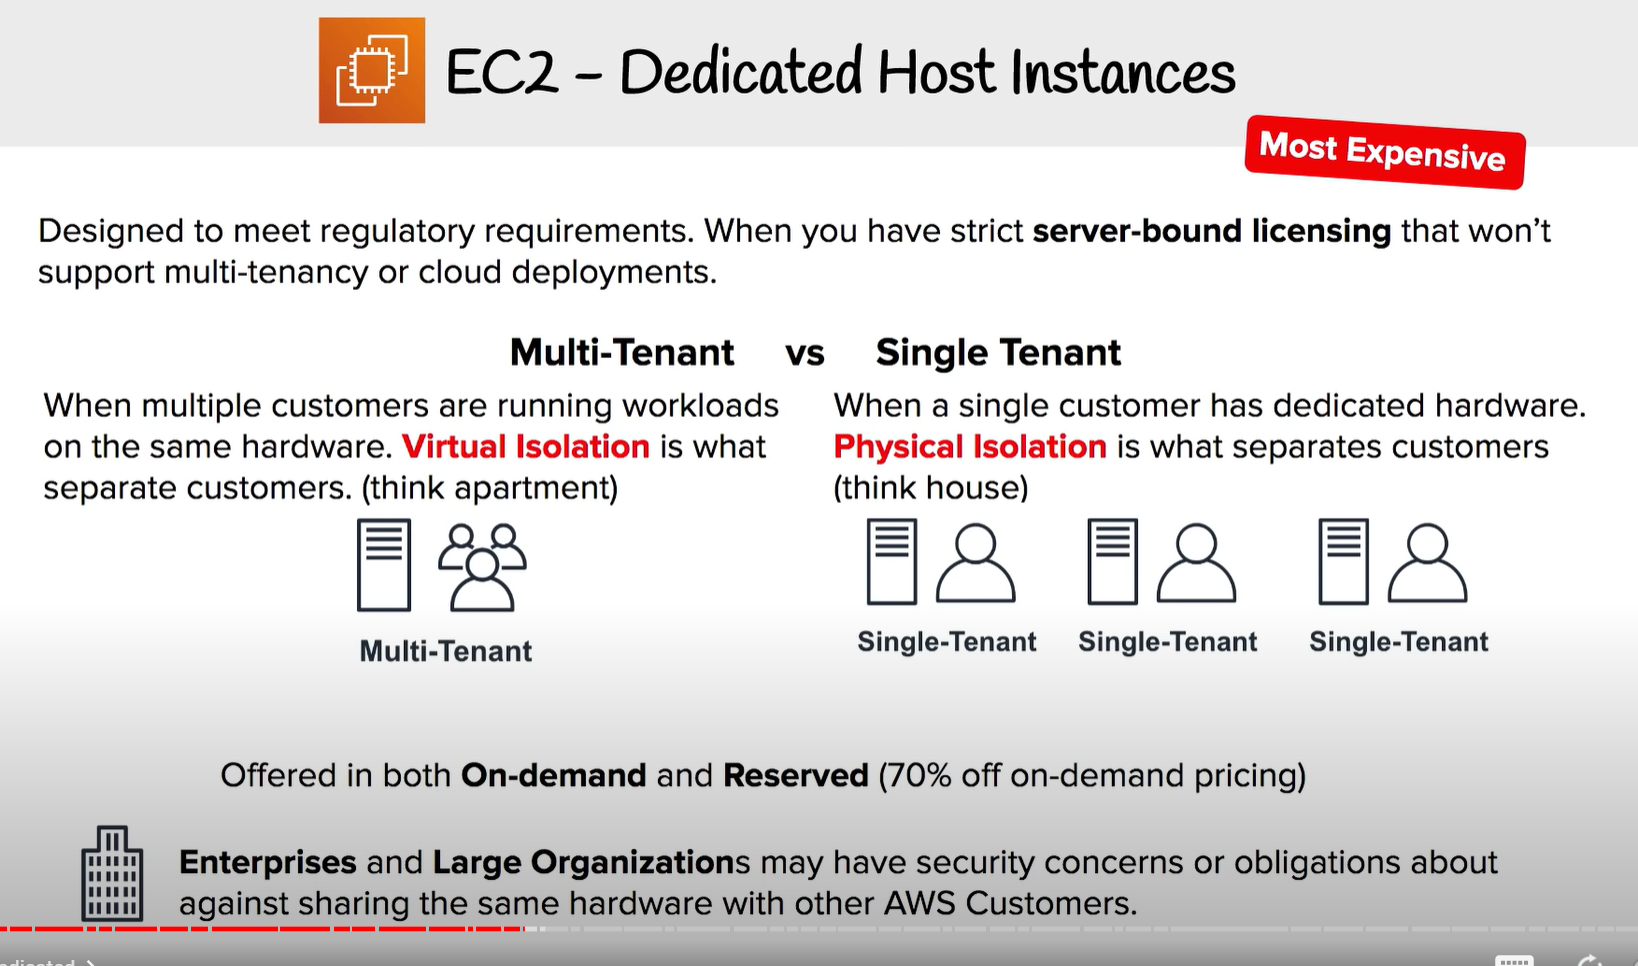 EC2 – Dedicated Host Instances
Most Expensive
Designed to meet regulatory requirements. When you have strict server-bound licensing that won't
support multi-tenancy or cloud deployments.
Multi-Tenant vs Single Tenant
When multiple customers are running workloads
on the same hardware. Virtual Isolation is what
separate customers. (think apartment)
When a single customer has dedicated hardware.
Physical Isolation is what separates customers
(think house)
Multi-Tenant
Single-Tenant Single-Tenant Single-Tenant
Offered in both On-demand and Reserved (70% off on-demand pricing)
Enterprises and Large Organizations may have security concerns or obligations about
against sharing the same hardware with other AWS Customers.